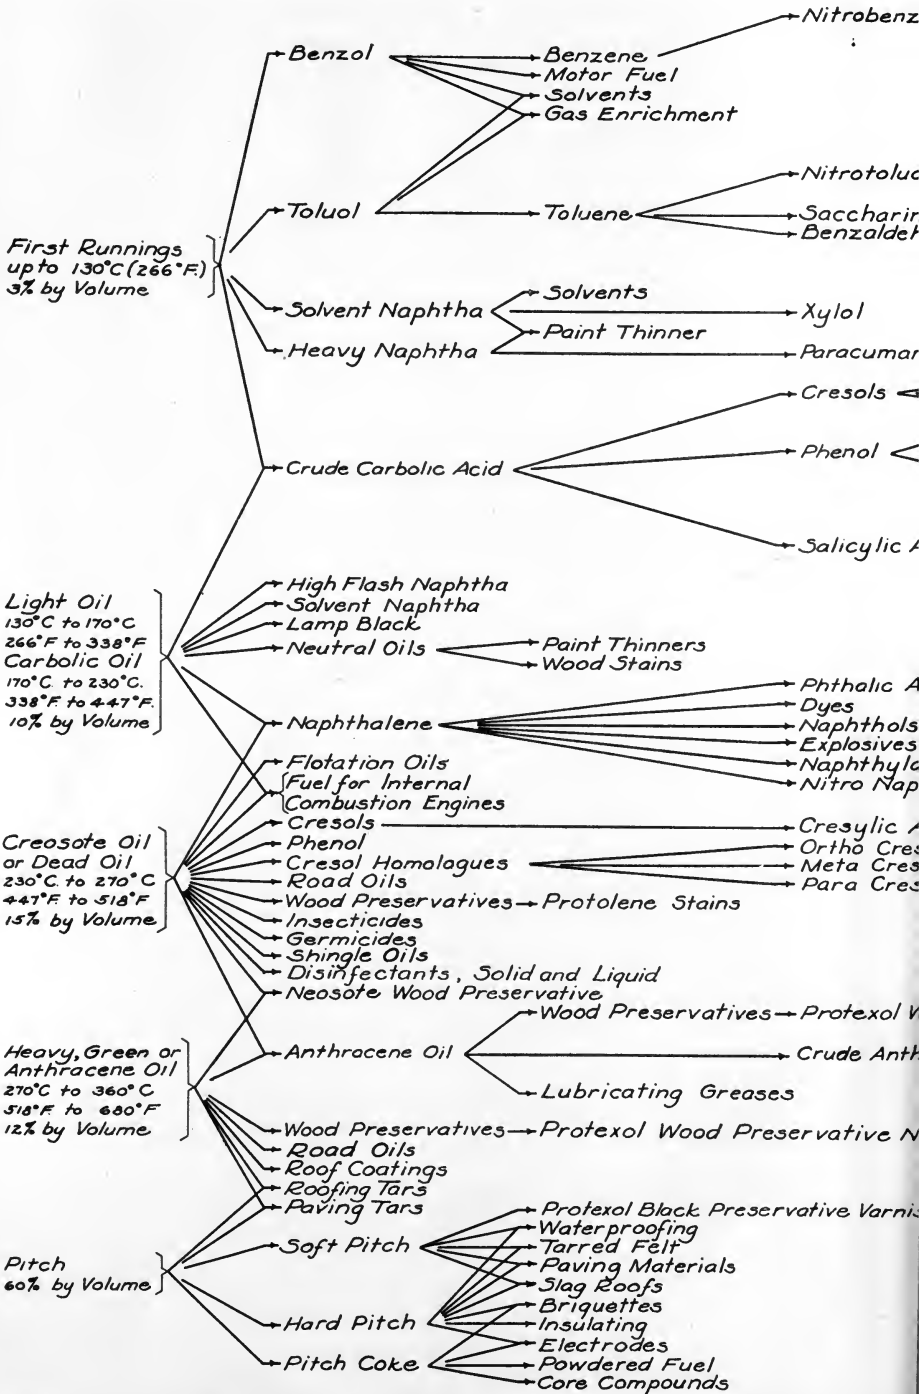 Nitrobenz
Benzol
Benzene
Motor Fuel
Solvents
Gas Enrichment
Nitrotoluo
Toluol
Toluene
Saccharin
Benzaldeh
First Runnings
up to 130°C (266°F.)
3% by Volume
Solvents
Solvent Naphtha
Xylol
Paint Thinner
Heavy Naphtha
Paracumar
Cresols
Phenol
Crude Carbolic Acid
Salicylic A
High Flash Naphtha
Solvent Naphtha
Lamp Black
Neutral Oils
Paint Thinners
Wood Stains
Light Oil
130°C to 170°C
266°F to 338°F
Carbolic Oil
170°C. to 230°C.
338°F. to 447°F.
10% by Volume
Phthalic A
Dyes
Naphthalene
Naphthols
Explosives
Naphthyla
Nitro Nap
Flotation Oils
Fuel for Internal
Combustion Engines
Cresols
Cresylic A
Phenol
Ortho Cres
Cresol Homologues
Meta Cres
Para Cres
Road Oils
Wood Preservatives Protolene Stains
Insecticides
Germicides
Shingle Oils
Disinfectants, Solid and Liquid
Neosote Wood Preservative
Creosote Oil
or Dead Oil
230°C. to 270°C
447°F. to 518°F
15% by Volume
Wood Preservatives Protexol W
Anthracene Oil
Crude Anth
Lubricating Greases
Heavy, Green or
Anthracene Oil
270°C to 360°C
518°F. to 680°F
12% by Volume
Wood Preservatives Protexol Wood Preservative N
Road Oils
Roof Coatings
Roofing Tars
Paving Tars
Protexol Black Preservative Varnis
Waterproofing
Soft Pitch
Tarred Felt
Paving Materials
Slag Roofs
Pitch
60% by Volume
Briquettes
Hard Pitch
Insulating
Electrodes
Pitch Coke
Powdered Fuel
Core Compounds